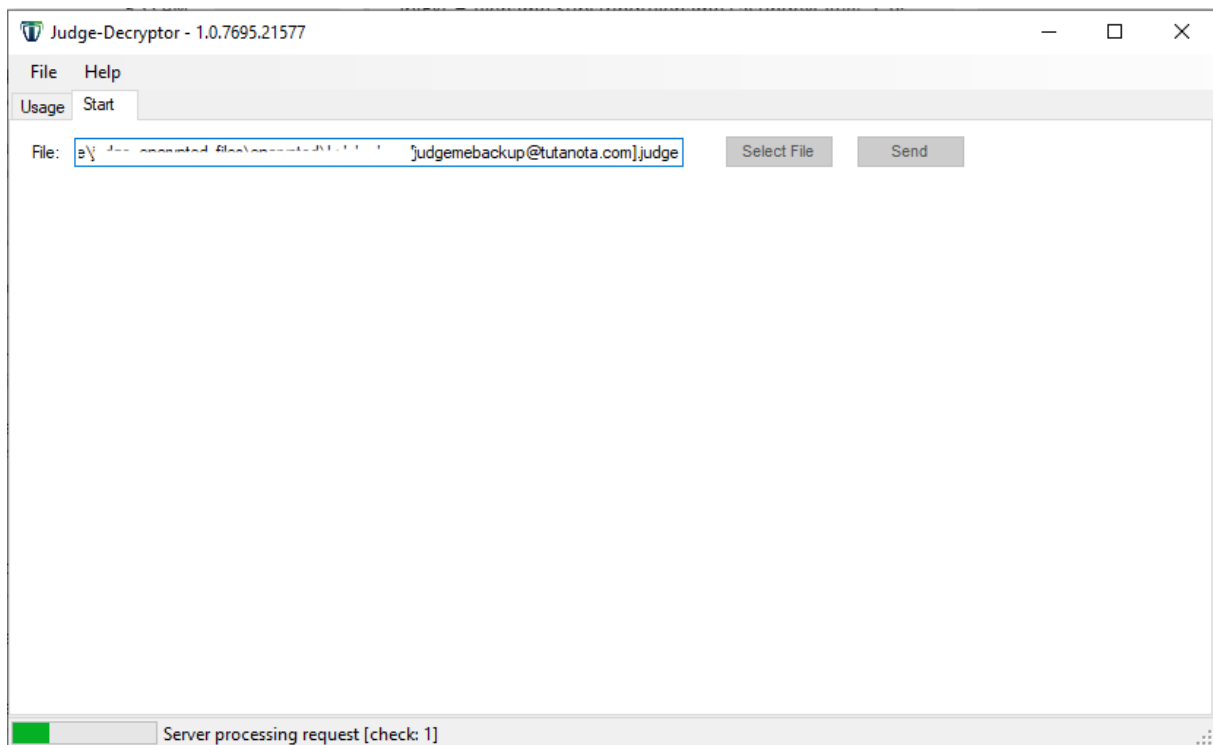 Judge-Decryptor - 1.0.7695.21577
File Help
Usage Start
File: judgemebackup@tutanota.com].judge Select File Send
Server processing request [check: 1]